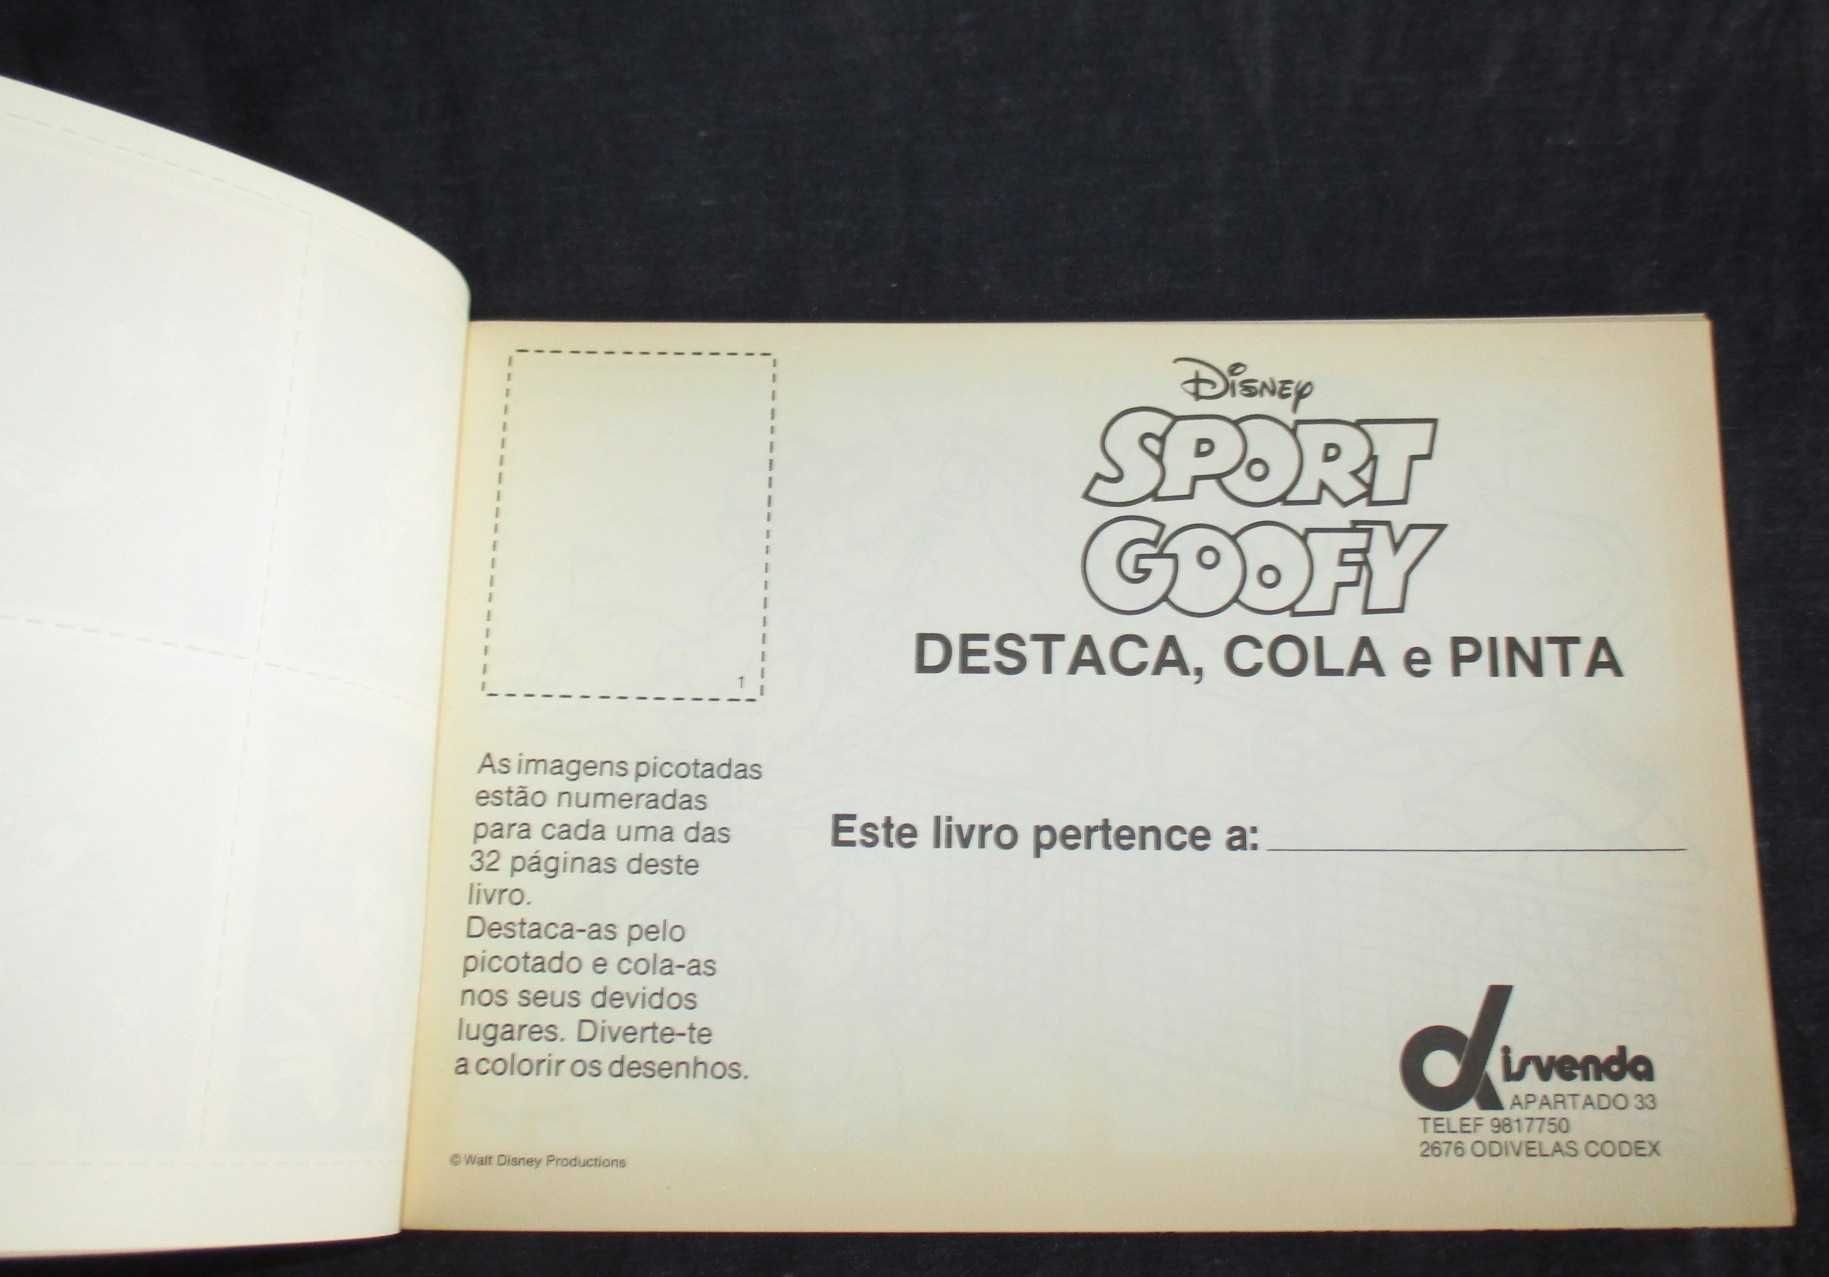 1
As imagens picotadas
estão numeradas
para cada uma das
32 páginas deste
livro.
Destaca-as pelo
picotado e cola-as
nos seus devidos
lugares. Diverte-te
a colorir os desenhos.
© Walt Disney Productions
Disney
SPORT
GOOFY
DESTACA, COLA e PINTA
Este livro pertence a:
disvenda
APARTADO 33
TELEF 9817750
2676 ODIVELAS CODEX